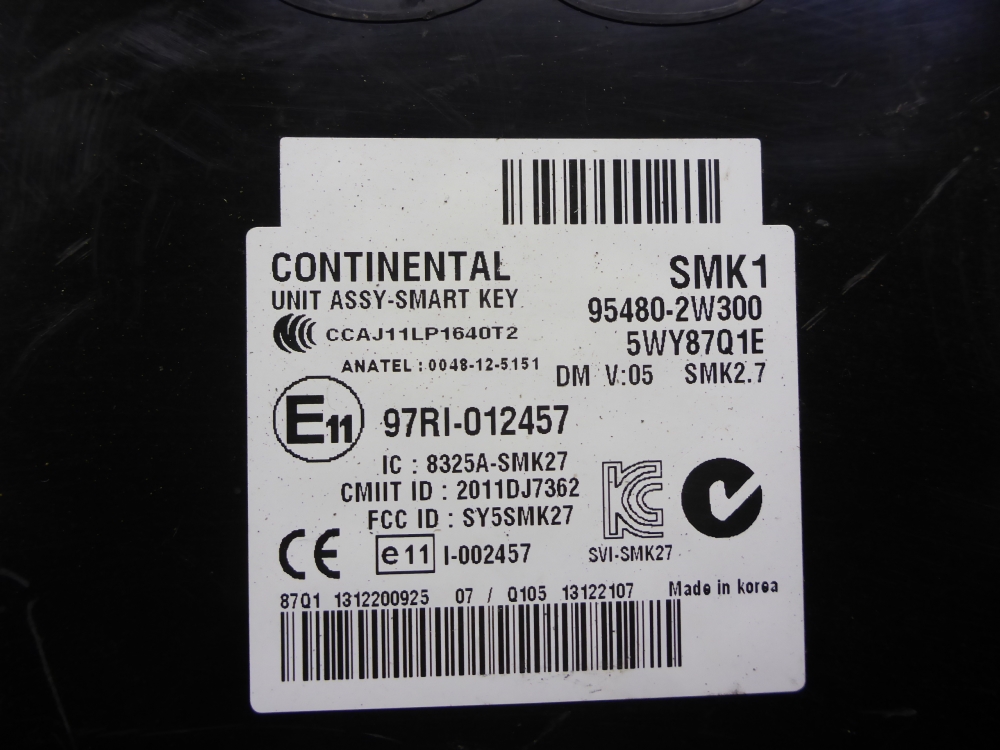 CONTINENTAL SMK1
UNIT ASSY-SMART KEY 95480-2W300
CCAJ11LP1640T2 5WY87Q1E
ANATEL : 0048-12-5151 DM V:05 SMK2.7
E11 97RI-012457
IC : 8325A-SMK27
CMIIT ID : 2011DJ7362
FCC ID : SY5SMK27
CE e11 I-002457 SVI-SMK27
87Q1 1312200925 07 / Q105 13122107 Made in korea